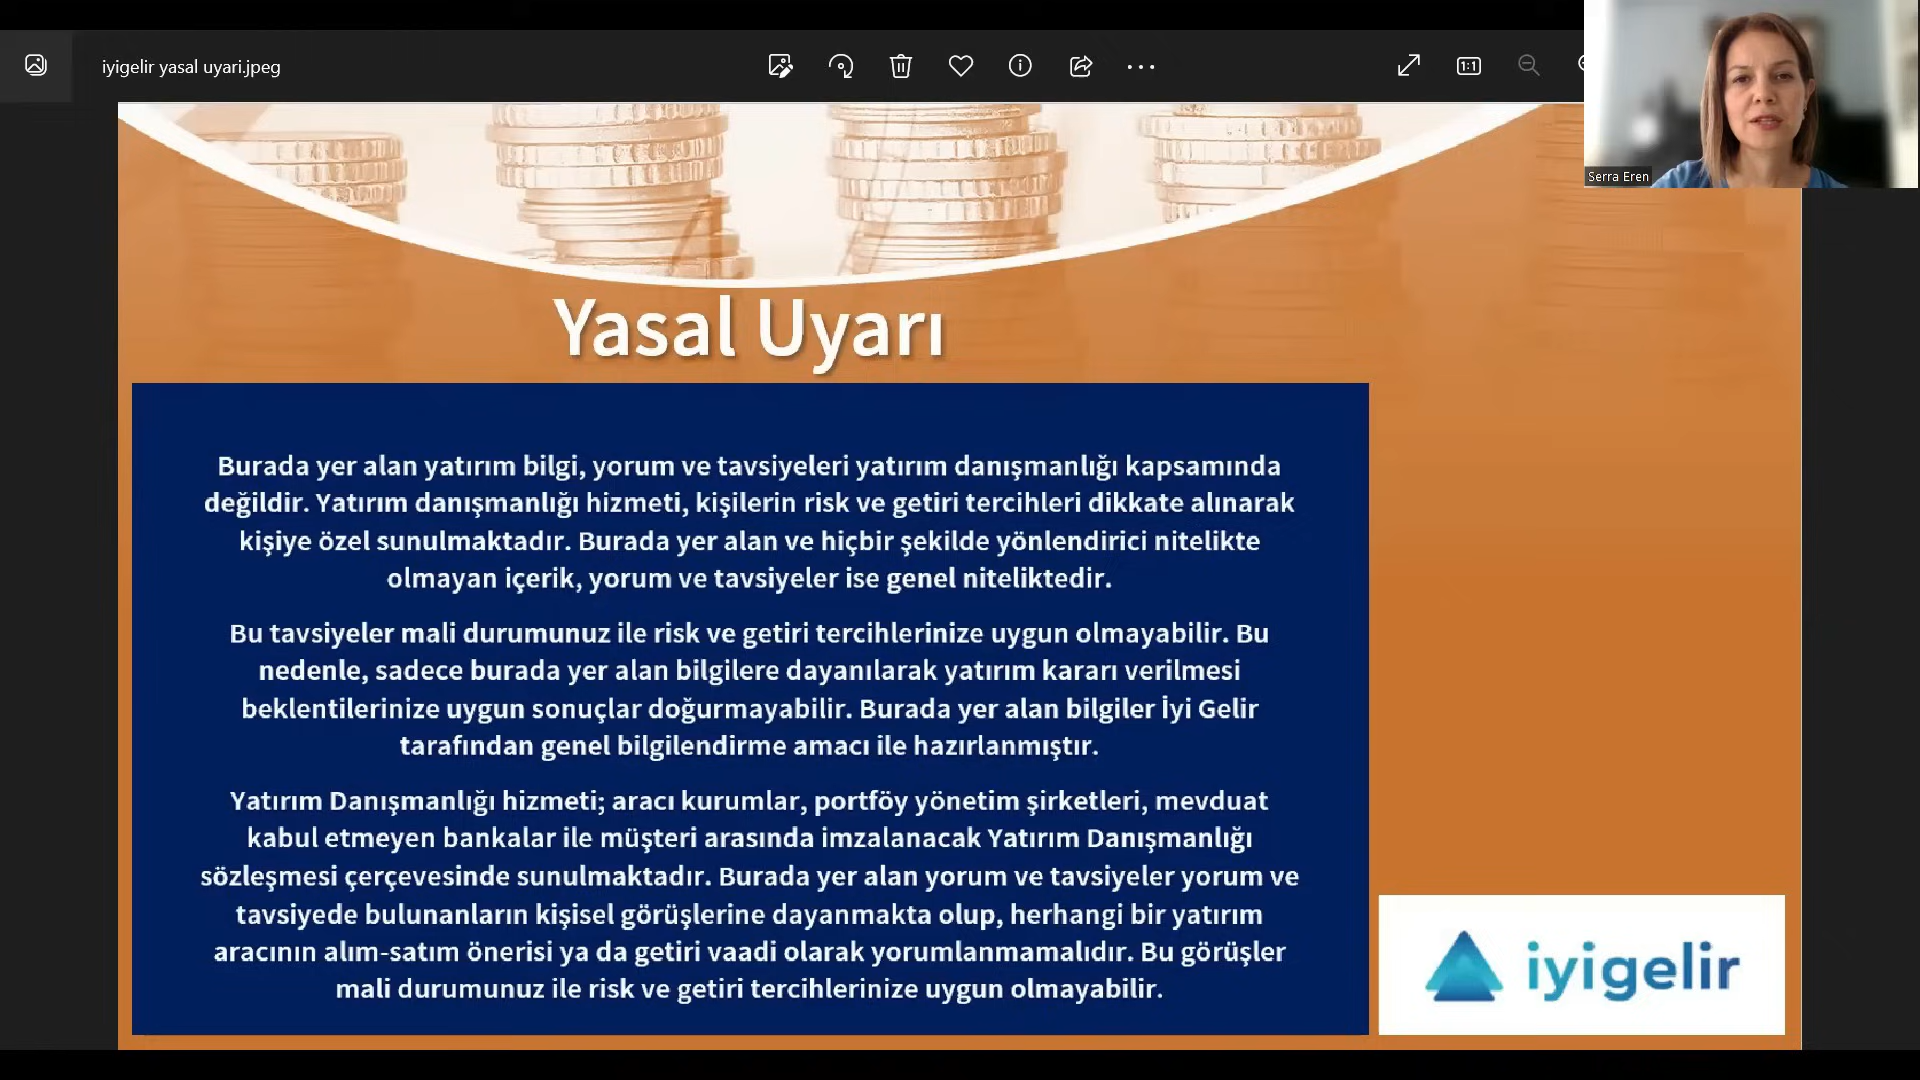 iyigelir yasal uyari.jpeg
1:1
Serra Eren
Yasal Uyarı
Burada yer alan yatırım bilgi, yorum ve tavsiyeleri yatırım danışmanlığı kapsamında
değildir. Yatırım danışmanlığı hizmeti, kişilerin risk ve getiri tercihleri dikkate alınarak
kişiye özel sunulmaktadır. Burada yer alan ve hiçbir şekilde yönlendirici nitelikte
olmayan içerik, yorum ve tavsiyeler ise genel niteliktedir.
Bu tavsiyeler mali durumunuz ile risk ve getiri tercihlerinize uygun olmayabilir. Bu
nedenle, sadece burada yer alan bilgilere dayanılarak yatırım kararı verilmesi
beklentilerinize uygun sonuçlar doğurmayabilir. Burada yer alan bilgiler İyi Gelir
tarafından genel bilgilendirme amacı ile hazırlanmıştır.
Yatırım Danışmanlığı hizmeti; aracı kurumlar, portföy yönetim şirketleri, mevduat
kabul etmeyen bankalar ile müşteri arasında imzalanacak Yatırım Danışmanlığı
sözleşmesi çerçevesinde sunulmaktadır. Burada yer alan yorum ve tavsiyeler yorum ve
tavsiyede bulunanların kişisel görüşlerine dayanmakta olup, herhangi bir yatırım
aracının alım-satım önerisi ya da getiri vaadi olarak yorumlanmamalıdır. Bu görüşler
mali durumunuz ile risk ve getiri tercihlerinize uygun olmayabilir.
iyigelir